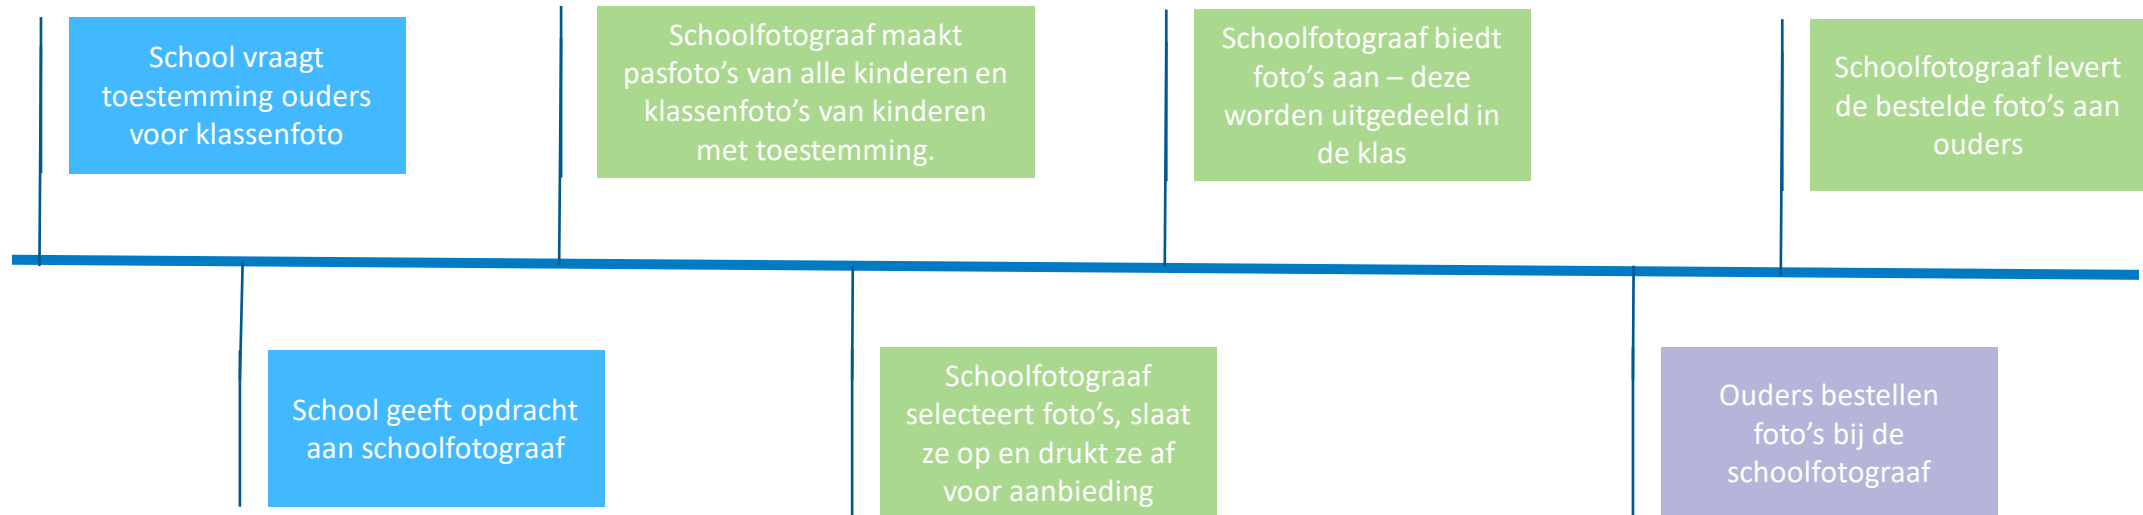 School vraagt
toestemming ouders
voor klassenfoto
School geeft opdracht
aan schoolfotograaf
Schoolfotograaf maakt
pasfoto’s van alle kinderen en
klassenfoto’s van kinderen
met toestemming.
Schoolfotograaf
selecteert foto’s, slaat
ze op en drukt ze af
voor aanbieding
Schoolfotograaf biedt
foto’s aan – deze
worden uitgedeeld in
de klas
Ouders bestellen
foto’s bij de
schoolfotograaf
Schoolfotograaf levert
de bestelde foto’s aan
ouders